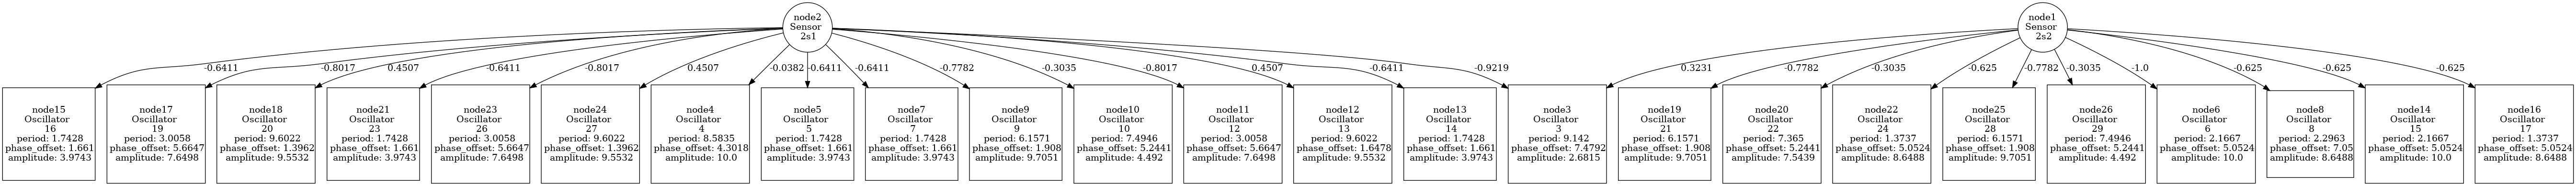 node2
Sensor
2s1
node1
Sensor
2s2
-0.6411
-0.8017
0.4507
-0.6411
-0.8017
0.4507
-0.0382
-0.6411
-0.6411
-0.7782
-0.3035
-0.8017
0.4507
-0.6411
-0.9219
0.3231
-0.7782
-0.3035
-0.625
-0.7782
-0.3035
-1.0
-0.625
-0.625
-0.625
node15
Oscillator
16
period: 1.7428
phase_offset: 1.661
amplitude: 3.9743
node17
Oscillator
19
period: 3.0058
phase_offset: 5.6647
amplitude: 7.6498
node18
Oscillator
20
period: 9.6022
phase_offset: 1.3962
amplitude: 9.5532
node21
Oscillator
23
period: 1.7428
phase_offset: 1.661
amplitude: 3.9743
node23
Oscillator
26
period: 3.0058
phase_offset: 5.6647
amplitude: 7.6498
node24
Oscillator
27
period: 9.6022
phase_offset: 1.3962
amplitude: 9.5532
node4
Oscillator
4
period: 8.5835
phase_offset: 4.3018
amplitude: 10.0
node5
Oscillator
5
period: 1.7428
phase_offset: 1.661
amplitude: 3.9743
node7
Oscillator
7
period: 1.7428
phase_offset: 1.661
amplitude: 3.9743
node9
Oscillator
9
period: 6.1571
phase_offset: 1.908
amplitude: 9.7051
node10
Oscillator
10
period: 7.4946
phase_offset: 5.2441
amplitude: 4.492
node11
Oscillator
12
period: 3.0058
phase_offset: 5.6647
amplitude: 7.6498
node12
Oscillator
13
period: 9.6022
phase_offset: 1.6478
amplitude: 9.5532
node13
Oscillator
14
period: 1.7428
phase_offset: 1.661
amplitude: 3.9743
node3
Oscillator
3
period: 9.142
phase_offset: 7.4792
amplitude: 2.6815
node19
Oscillator
21
period: 6.1571
phase_offset: 1.908
amplitude: 9.7051
node20
Oscillator
22
period: 7.365
phase_offset: 5.2441
amplitude: 7.5439
node22
Oscillator
24
period: 1.3737
phase_offset: 5.0524
amplitude: 8.6488
node25
Oscillator
28
period: 6.1571
phase_offset: 1.908
amplitude: 9.7051
node26
Oscillator
29
period: 7.4946
phase_offset: 5.2441
amplitude: 4.492
node6
Oscillator
6
period: 2.1667
phase_offset: 5.0524
amplitude: 10.0
node8
Oscillator
8
period: 2.2963
phase_offset: 7.05
amplitude: 8.6488
node14
Oscillator
15
period: 2.1667
phase_offset: 5.0524
amplitude: 10.0
node16
Oscillator
17
period: 1.3737
phase_offset: 5.0524
amplitude: 8.6488